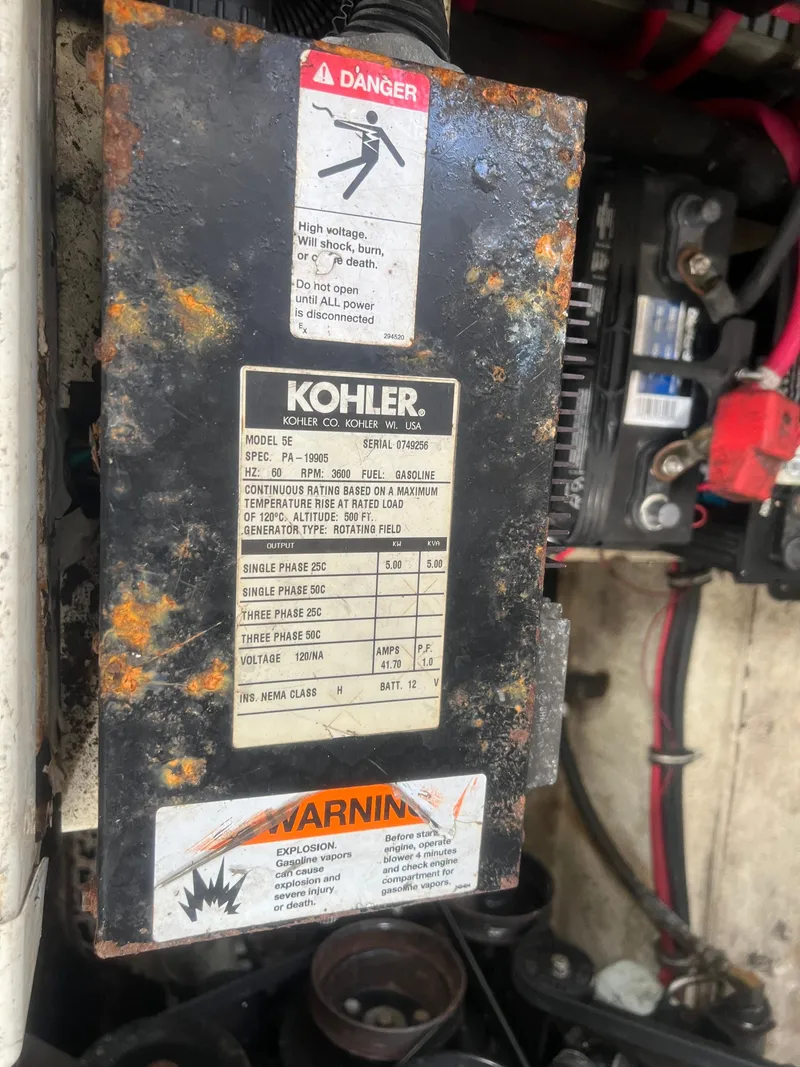 DANGER
High voltage.
Will shock, burn,
or death.
Do not open
until ALL power
is disconnected
EX
294520
KOHLER®
KOHLER CO. KOHLER WI. USA
MODEL 5E SERIAL 0749256
SPEC. PA-19905
HZ: 60 RPM: 3600 FUEL: GASOLINE
CONTINUOUS RATING BASED ON A MAXIMUM
TEMPERATURE RISE AT RATED LOAD
OF 120°C. ALTITUDE: 500 FT.
GENERATOR TYPE: ROTATING FIELD
OUTPUT KW KVA
SINGLE PHASE 25C 5.00 5.00
SINGLE PHASE 50C
THREE PHASE 25C
THREE PHASE 50C
VOLTAGE 120/NA AMPS 41.70 P.F. 1.0
INS. NEMA CLASS H BATT. 12 V
WARNING
EXPLOSION.
Gasoline vapors
can cause
explosion and
severe injury
or death.
Before start
engine, operate
blower 4 minutes
and check engine
compartment for
gasoline vapors.